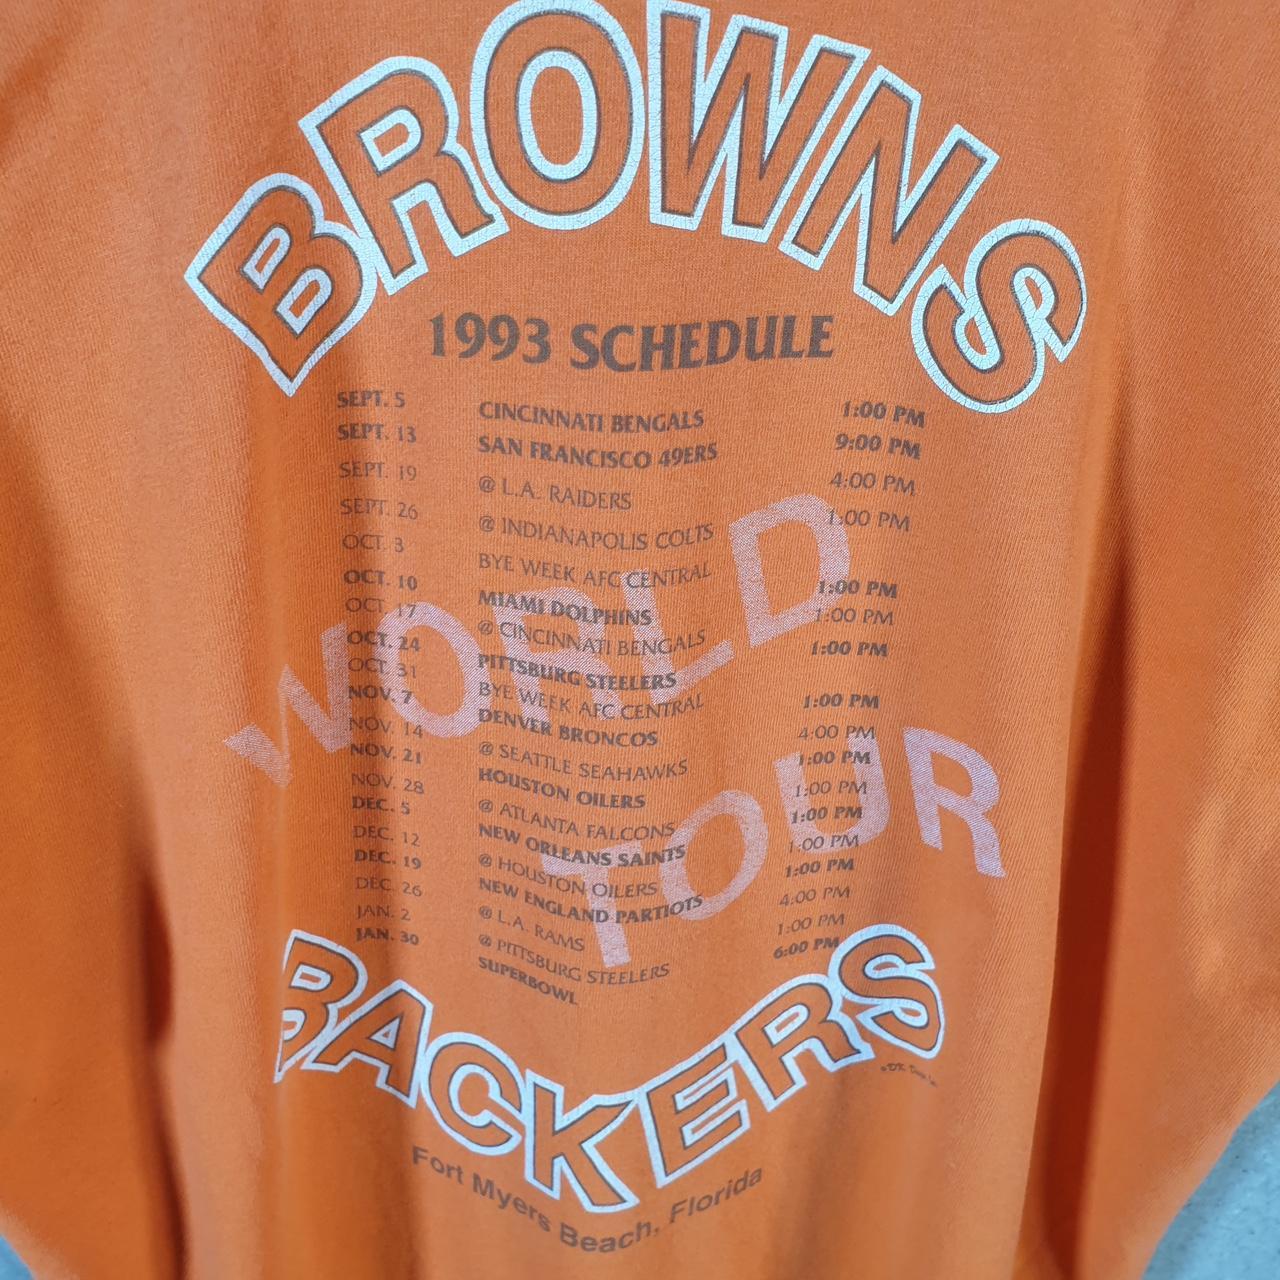 BROWNS
1993 SCHEDULE
SEPT. 5 CINCINNATI BENGALS 1:00 PM
SEPT. 13 SAN FRANCISCO 49ERS 9:00 PM
SEPT. 19 @ L.A. RAIDERS 4:00 PM
SEPT. 26 @ INDIANAPOLIS COLTS 1:00 PM
OCT. 3 BYE WEEK AFC CENTRAL
OCT. 10 MIAMI DOLPHINS 1:00 PM
OCT. 17 @ CINCINNATI BENGALS 1:00 PM
OCT. 24 PITTSBURG STEELERS 1:00 PM
OCT. 31 BYE WEEK AFC CENTRAL
NOV. 7 DENVER BRONCOS 1:00 PM
NOV. 14 @ SEATTLE SEAHAWKS 4:00 PM
NOV. 21 HOUSTON OILERS 1:00 PM
NOV. 28 @ ATLANTA FALCONS 1:00 PM
DEC. 5 NEW ORLEANS SAINTS 1:00 PM
DEC. 12 @ HOUSTON OILERS 1:00 PM
DEC. 19 NEW ENGLAND PARTIOTS 1:00 PM
DEC. 26 @ L.A. RAMS 4:00 PM
JAN. 2 @ PITTSBURG STEELERS 1:00 PM
JAN. 30 SUPERBOWL 6:00 PM
WORLD
TOUR
BACKERS
Fort Myers Beach, Florida